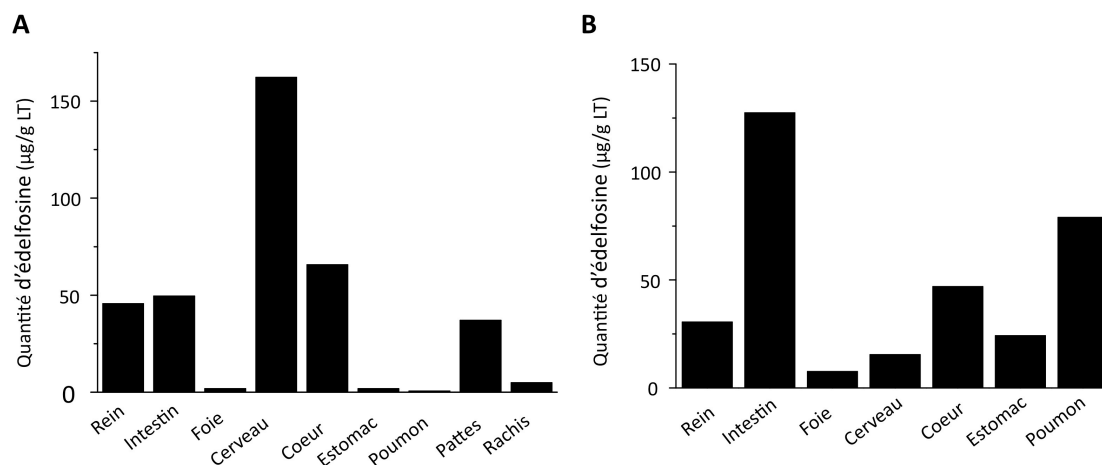 A
Quantité d'édelfosine (µg/g LT)
150
100
50
0
Rein
Intestin
Foie
Cerveau
Coeur
Estomac
Poumon
Pattes
Rachis
B
Quantité d'édelfosine (µg/g LT)
150
100
50
0
Rein
Intestin
Foie
Cerveau
Coeur
Estomac
Poumon